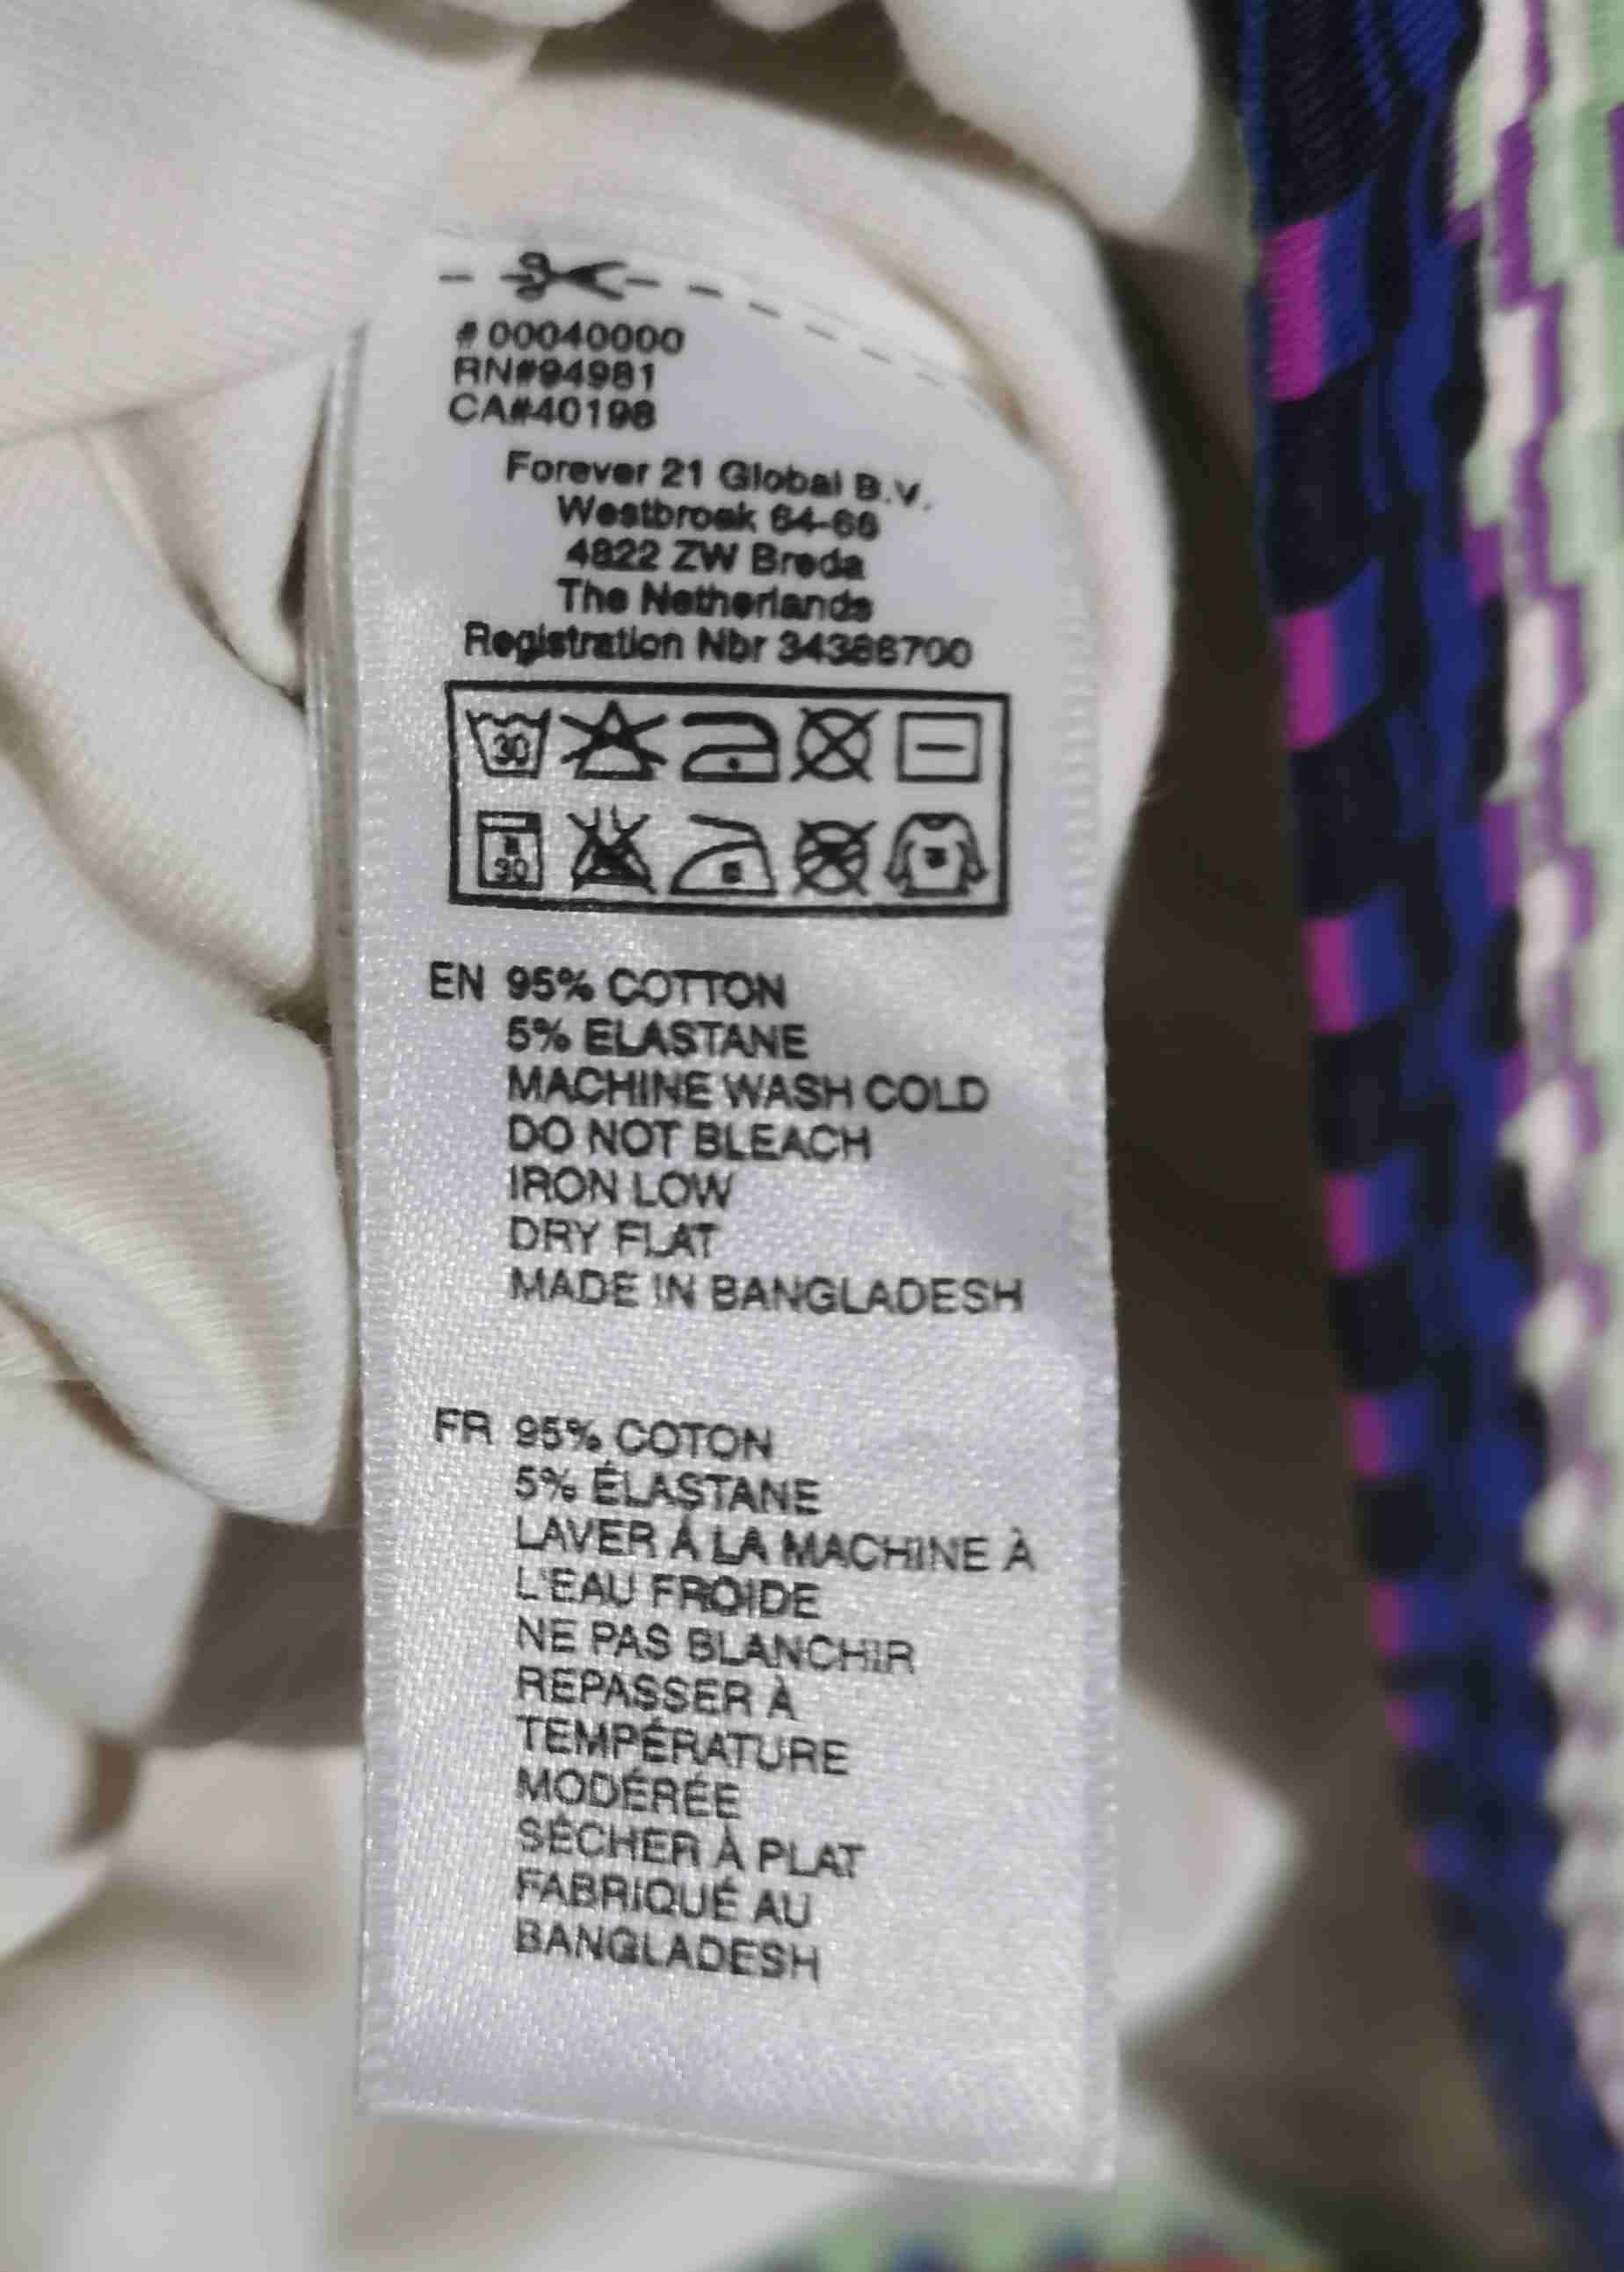 # 00040000
RN#94981
CA#40198
Forever 21 Global B.V.
Westbroek 64-66
4822 ZW Breda
The Netherlands
Registration Nbr 34386700
30
30
EN 95% COTTON
5% ELASTANE
MACHINE WASH COLD
DO NOT BLEACH
IRON LOW
DRY FLAT
MADE IN BANGLADESH
FR 95% COTON
5% ÉLASTANE
LAVER À LA MACHINE À
L'EAU FROIDE
NE PAS BLANCHIR
REPASSER À
TEMPÉRATURE
MODÉRÉE
SÉCHER À PLAT
FABRIQUÉ AU
BANGLADESH